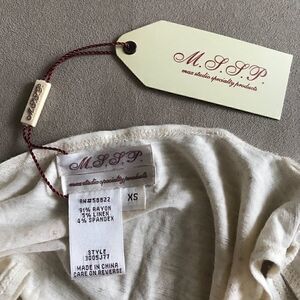 M.S.S.P.
max studio specialty products
M.S.S.P.
M.S.S.P.
max studio specialty products
XS
RN#58822
91% RAYON
5% LINEN
4% SPANDEX
STYLE
3005J77
MADE IN CHINA
CARE ON REVERSE